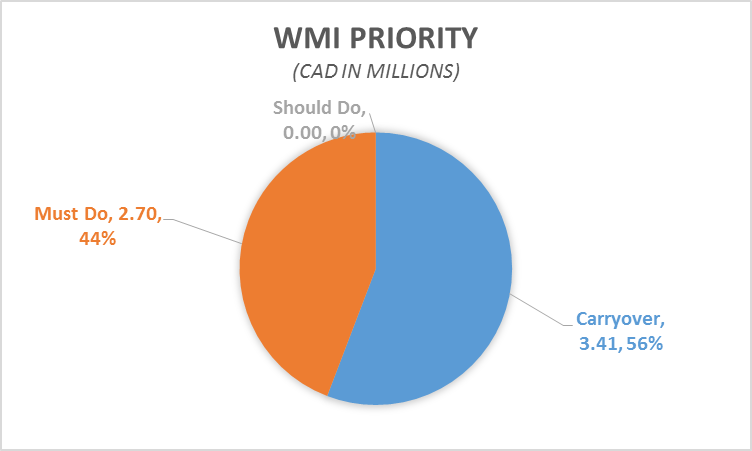 WMI PRIORITY
(CAD IN MILLIONS)
Should Do,
0.00, 0%
Must Do, 2.70,
44%
Carryover,
3.41, 56%